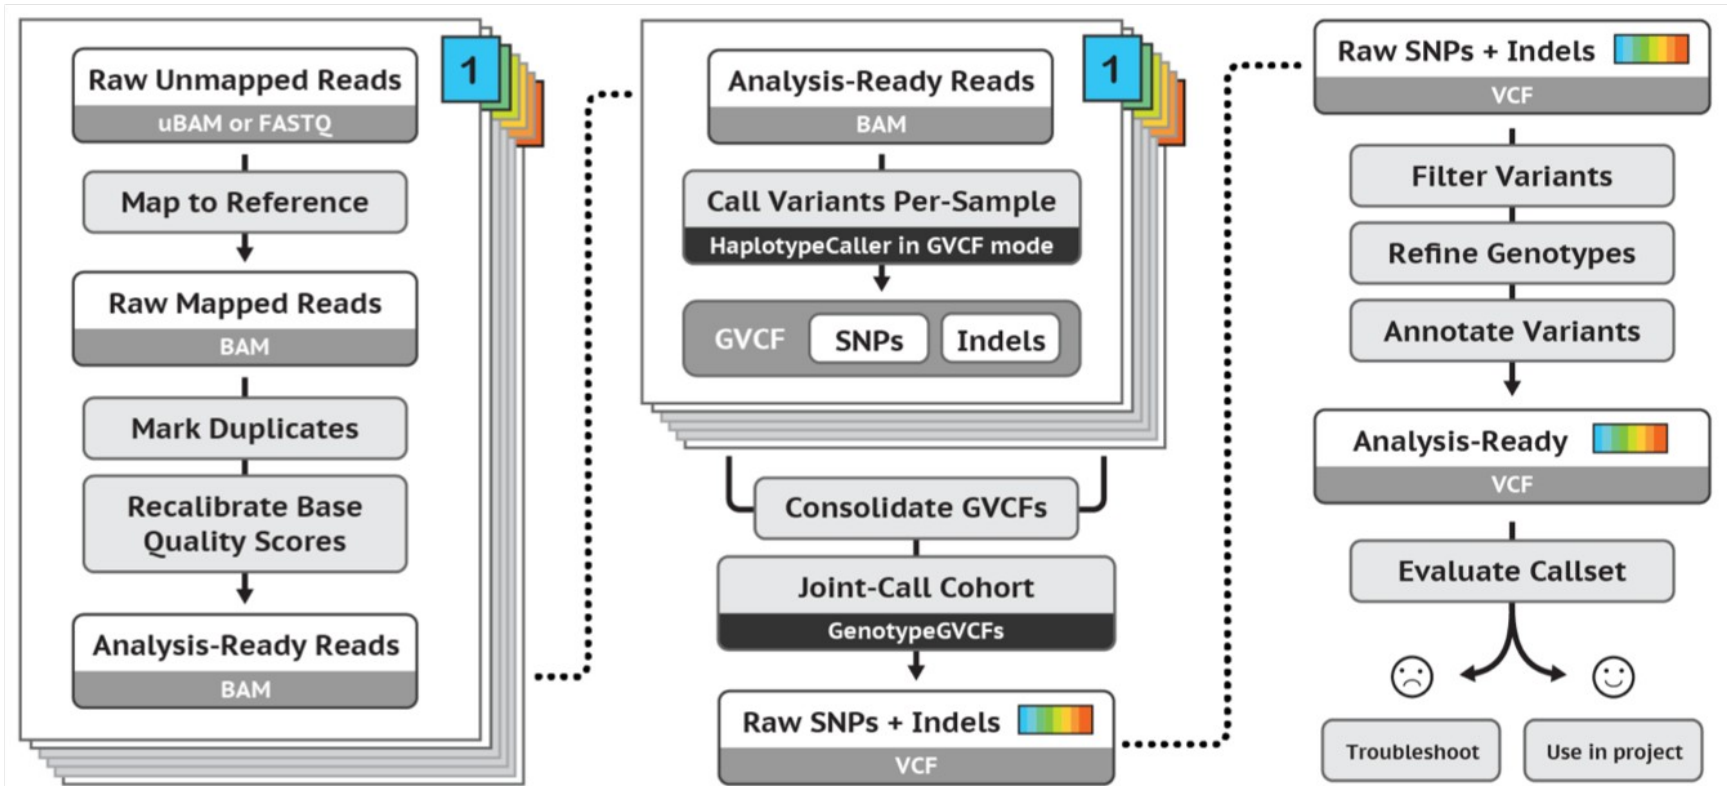 1
Raw Unmapped Reads
uBAM or FASTQ
Map to Reference
Raw Mapped Reads
BAM
Mark Duplicates
Recalibrate Base
Quality Scores
Analysis-Ready Reads
BAM
1
Analysis-Ready Reads
BAM
Call Variants Per-Sample
HaplotypeCaller in GVCF mode
GVCF SNPs Indels
Consolidate GVCFs
Joint-Call Cohort
GenotypeGVCFs
Raw SNPs + Indels
VCF
Raw SNPs + Indels
VCF
Filter Variants
Refine Genotypes
Annotate Variants
Analysis-Ready
VCF
Evaluate Callset
Troubleshoot
Use in project